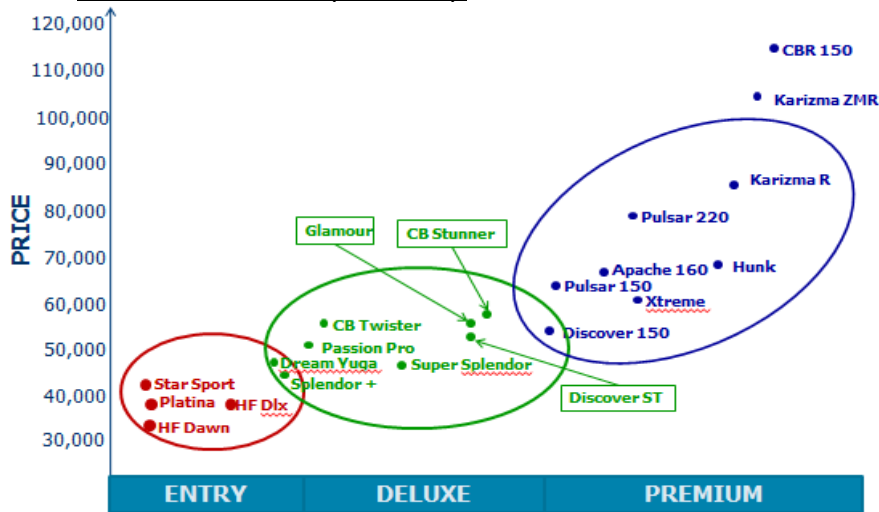 120,000
CBR 150
110,000
Karizma ZMR
100,000
90,000
Karizma R
80,000
Pulsar 220
Glamour
CB Stunner
70,000
PRICE
Apache 160
Hunk
Pulsar 150
60,000
Xtreme
CB Twister
Discover 150
50,000
Passion Pro
Dream Yuga
Super Splendor
Splendor +
Star Sport
40,000
Platina
HF Dlx
Discover ST
HF Dawn
30,000
ENTRY
DELUXE
PREMIUM